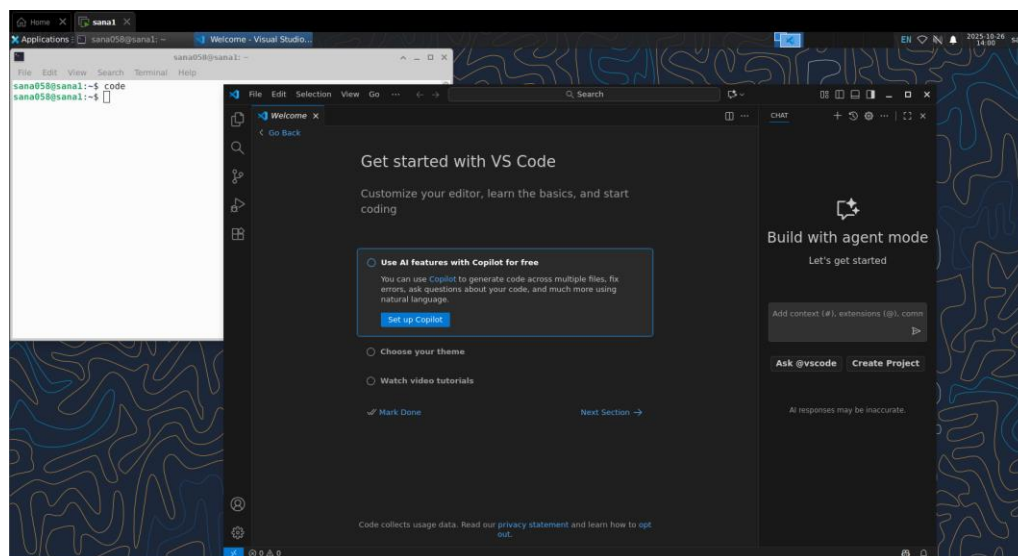 Home
sana1
Applications
sana058@sana1: ~
Welcome - Visual Studio...
EN
2025-10-26
14:00
sa
sana058@sana1: ~
File Edit View Search Terminal Help
sana058@sana1:~$ code
sana058@sana1:~$
File Edit Selection View Go ... Search
Welcome
CHAT
Go Back
Get started with VS Code
Customize your editor, learn the basics, and start
coding
Use AI features with Copilot for free
You can use Copilot to generate code across multiple files, fix
errors, ask questions about your code, and much more using
natural language.
Set up Copilot
Choose your theme
Watch video tutorials
Mark Done
Next Section →
Build with agent mode
Let's get started
Add context (#), extensions (@), comn
Ask @vscode Create Project
AI responses may be inaccurate.
Code collects usage data. Read our privacy statement and learn how to opt
out.
0 0